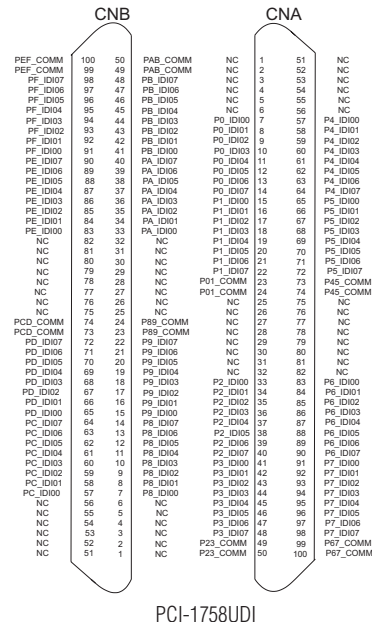 CNB CNA
PEF_COMM 100 50 PAB_COMM NC 1 51 NC
PEF_COMM 99 49 PAB_COMM NC 2 52 NC
PF_IDI07 98 48 PB_IDI07 NC 3 53 NC
PF_IDI06 97 47 PB_IDI06 NC 4 54 NC
PF_IDI05 96 46 PB_IDI05 NC 5 55 NC
PF_IDI04 95 45 PB_IDI04 NC 6 56 NC
PF_IDI03 94 44 PB_IDI03 P0_IDI00 7 57 P4_IDI00
PF_IDI02 93 43 PB_IDI02 P0_IDI01 8 58 P4_IDI01
PF_IDI01 92 42 PB_IDI01 P0_IDI02 9 59 P4_IDI02
PF_IDI00 91 41 PB_IDI00 P0_IDI03 10 60 P4_IDI03
PE_IDI07 90 40 PA_IDI07 P0_IDI04 11 61 P4_IDI04
PE_IDI06 89 39 PA_IDI06 P0_IDI05 12 62 P4_IDI05
PE_IDI05 88 38 PA_IDI05 P0_IDI06 13 63 P4_IDI06
PE_IDI04 87 37 PA_IDI04 P0_IDI07 14 64 P4_IDI07
PE_IDI03 86 36 PA_IDI03 P1_IDI00 15 65 P5_IDI00
PE_IDI02 85 35 PA_IDI02 P1_IDI01 16 66 P5_IDI01
PE_IDI01 84 34 PA_IDI01 P1_IDI02 17 67 P5_IDI02
PE_IDI00 83 33 PA_IDI00 P1_IDI03 18 68 P5_IDI03
NC 82 32 NC P1_IDI04 19 69 P5_IDI04
NC 81 31 NC P1_IDI05 20 70 P5_IDI05
NC 80 30 NC P1_IDI06 21 71 P5_IDI06
NC 79 29 NC P1_IDI07 22 72 P5_IDI07
NC 78 28 NC P01_COMM 23 73 P45_COMM
NC 77 27 NC P01_COMM 24 74 P45_COMM
NC 76 26 NC NC 25 75 NC
NC 75 25 NC NC 26 76 NC
PCD_COMM 74 24 P89_COMM NC 27 77 NC
PCD_COMM 73 23 P89_COMM NC 28 78 NC
PD_IDI07 72 22 P9_IDI07 NC 29 79 NC
PD_IDI06 71 21 P9_IDI06 NC 30 80 NC
PD_IDI05 70 20 P9_IDI05 NC 31 81 NC
PD_IDI04 69 19 P9_IDI04 NC 32 82 NC
PD_IDI03 68 18 P9_IDI03 P2_IDI00 33 83 P6_IDI00
PD_IDI02 67 17 P9_IDI02 P2_IDI01 34 84 P6_IDI01
PD_IDI01 66 16 P9_IDI01 P2_IDI02 35 85 P6_IDI02
PD_IDI00 65 15 P9_IDI00 P2_IDI03 36 86 P6_IDI03
PC_IDI07 64 14 P8_IDI07 P2_IDI04 37 87 P6_IDI04
PC_IDI06 63 13 P8_IDI06 P2_IDI05 38 88 P6_IDI05
PC_IDI05 62 12 P8_IDI05 P2_IDI06 39 89 P6_IDI06
PC_IDI04 61 11 P8_IDI04 P2_IDI07 40 90 P6_IDI07
PC_IDI03 60 10 P8_IDI03 P3_IDI00 41 91 P7_IDI00
PC_IDI02 59 9 P8_IDI02 P3_IDI01 42 92 P7_IDI01
PC_IDI01 58 8 P8_IDI01 P3_IDI02 43 93 P7_IDI02
PC_IDI00 57 7 P8_IDI00 P3_IDI03 44 94 P7_IDI03
NC 56 6 NC P3_IDI04 45 95 P7_IDI04
NC 55 5 NC P3_IDI05 46 96 P7_IDI05
NC 54 4 NC P3_IDI06 47 97 P7_IDI06
NC 53 3 NC P3_IDI07 48 98 P7_IDI07
NC 52 2 NC P23_COMM 49 99 P67_COMM
NC 51 1 NC P23_COMM 50 100 P67_COMM
PCI-1758UDI